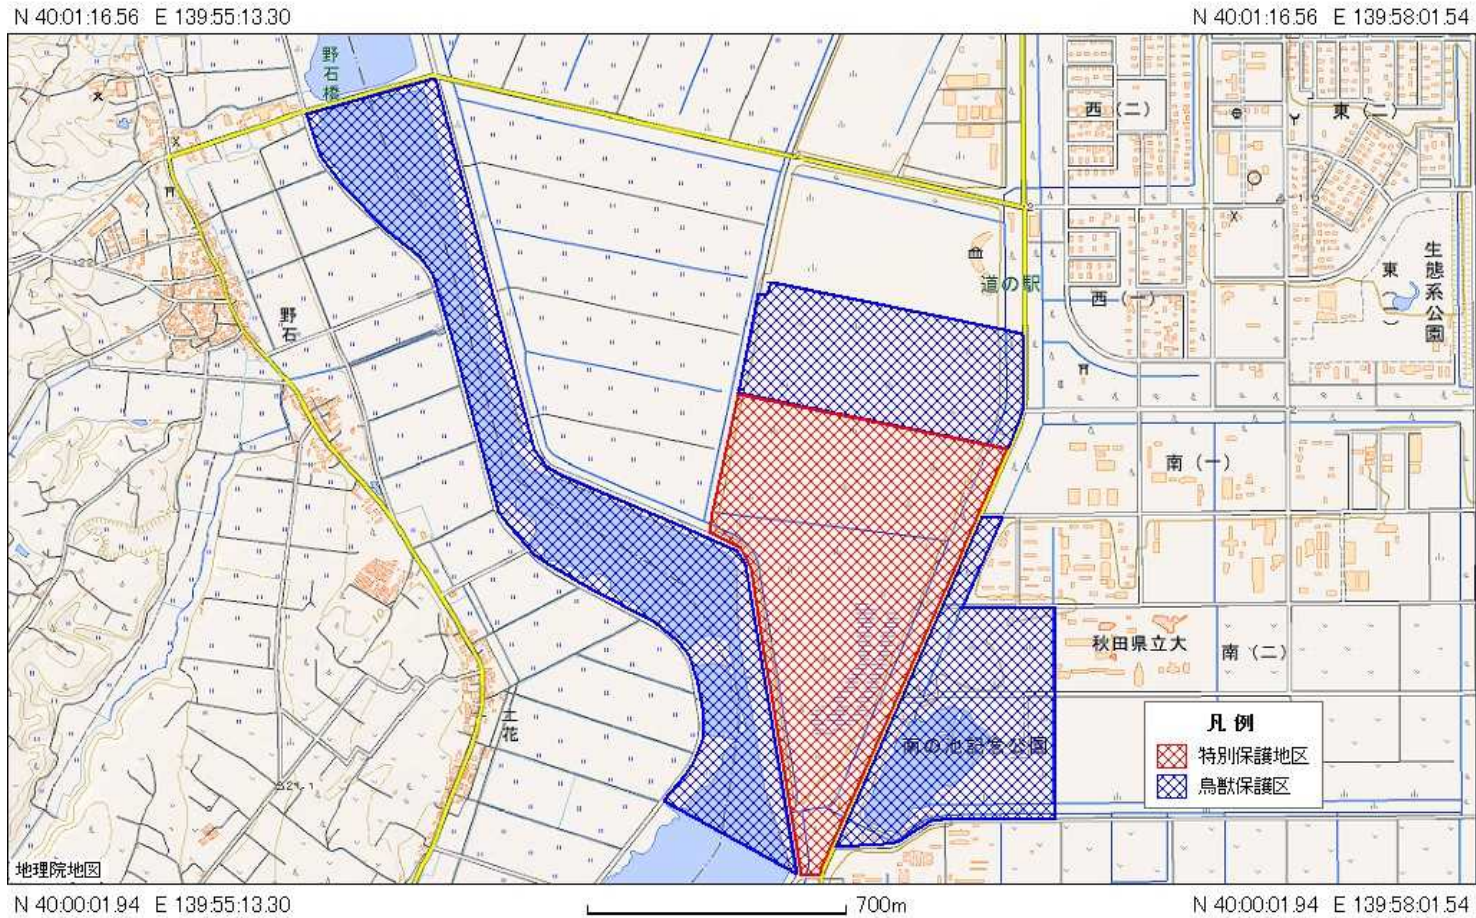 N 40:01:16.56 E 139:55:13.30
N 40:01:16.56 E 139:58:01.54
野石橋
西(二)
東(二)
道の駅
西(一)
東
(一)
生態系公園
野石
南(一)
秋田県立大
南(二)
南の池記念公園
凡例
特別保護地区
鳥獣保護区
地理院地図
N 40:00:01.94 E 139:55:13.30
700m
N 40:00:01.94 E 139:58:01.54